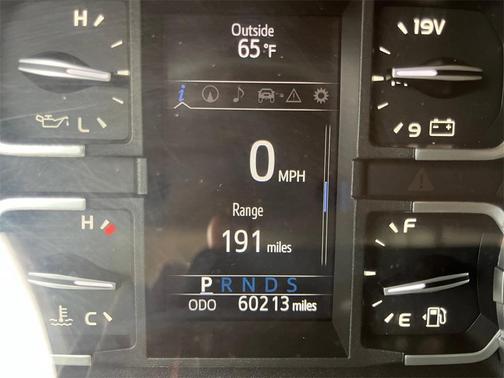 H
L
Outside
65°F
19V
9
0 MPH
Range
191 miles
H
C
F
E
P R N D S
ODO 60213 miles